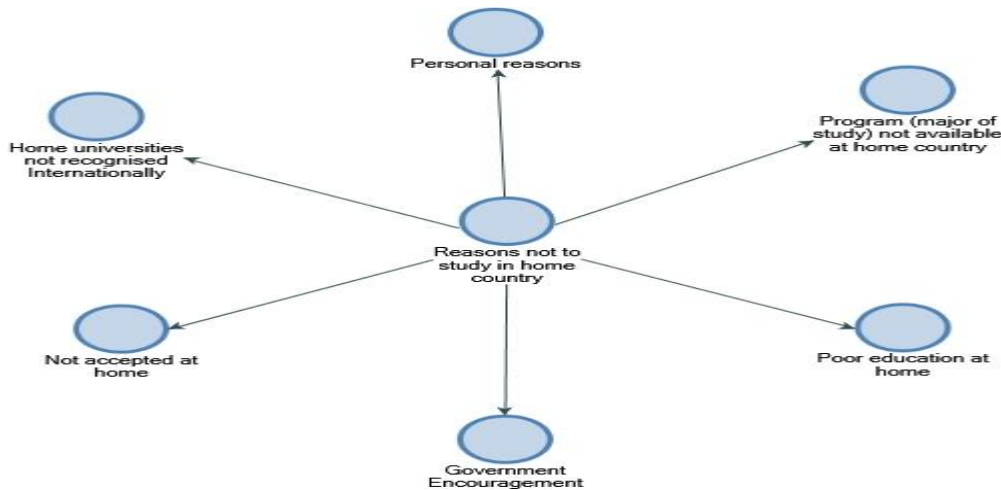 Personal reasons
Program (major of
study) not available
at home country
Home universities
not recognised
Internationally
Reasons not to
study in home
country
Not accepted at
home
Poor education at
home
Government
Encouragement